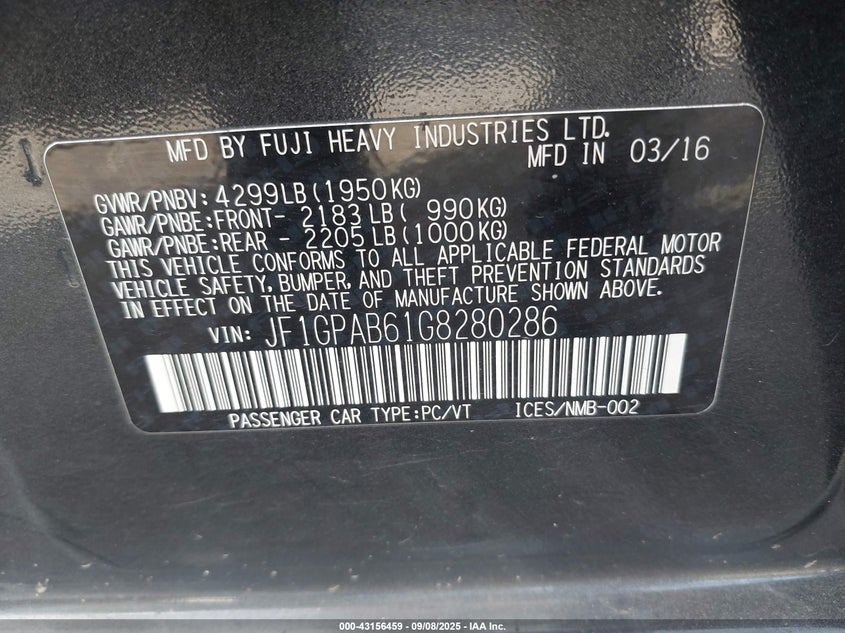 MFD BY FUJI HEAVY INDUSTRIES LTD.
MFD IN 03/16
GVWR/PNBV: 4299LB (1950KG)
GAWR/PNBE:FRONT- 2183 LB ( 990KG)
GAWR/PNBE:REAR - 2205 LB (1000KG)
THIS VEHICLE CONFORMS TO ALL APPLICABLE FEDERAL MOTOR
VEHICLE SAFETY, BUMPER, AND THEFT PREVENTION STANDARDS
IN EFFECT ON THE DATE OF MANUFACTURE SHOWN ABOVE.
VIN: JF1GPAB61G8280286
PASSENGER CAR TYPE:PC/VT ICES/NMB-002
000-43156459 - 09/08/2025 - IAA Inc.